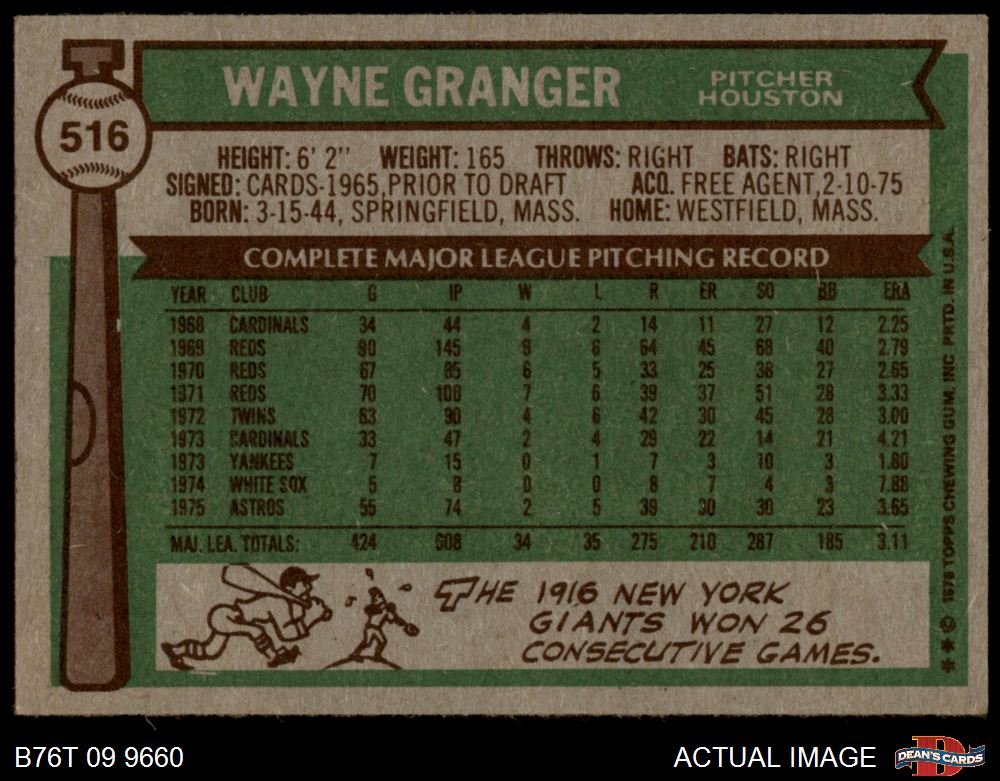 516
WAYNE GRANGER
PITCHER
HOUSTON
HEIGHT: 6' 2" WEIGHT: 165 THROWS: RIGHT BATS: RIGHT
SIGNED: CARDS-1965, PRIOR TO DRAFT ACQ. FREE AGENT, 2-10-75
BORN: 3-15-44, SPRINGFIELD, MASS. HOME: WESTFIELD, MASS.
COMPLETE MAJOR LEAGUE PITCHING RECORD
YEAR CLUB G IP W L R ER SO BB ERA
1968 CARDINALS 34 44 4 2 14 11 27 12 2.25
1969 REDS 90 145 9 6 64 45 68 40 2.79
1970 REDS 67 85 6 5 33 25 38 27 2.65
1971 REDS 70 100 7 6 39 37 51 28 3.33
1972 TWINS 63 90 4 6 42 30 45 28 3.00
1973 CARDINALS 33 47 2 4 29 22 14 21 4.21
1973 YANKEES 7 15 0 1 7 3 10 3 1.80
1974 WHITE SOX 5 8 0 0 8 7 4 3 7.88
1975 ASTROS 55 74 2 5 39 30 30 23 3.65
MAJ. LEA. TOTALS: 424 608 34 35 275 210 287 185 3.11
THE 1916 NEW YORK
GIANTS WON 26
CONSECUTIVE GAMES.
** © 1976 TOPPS CHEWING GUM, INC PRTD. IN U.S.A.
B76T 09 9660
ACTUAL IMAGE
D
DEAN'S CARDS